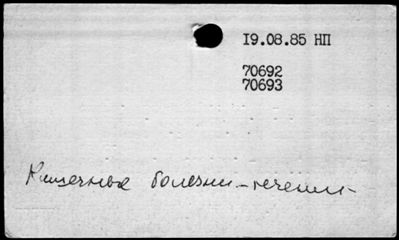 19.08.85 НП
70692
70693
Кишечные болезни – лечение